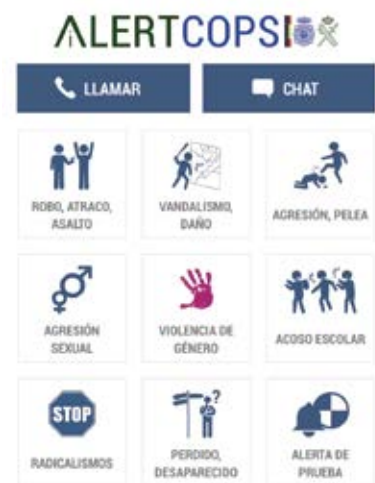 ALERTCOPS
LLAMAR
CHAT
ROBO, ATRACO,
ASALTO
VANDALISMO,
DAÑO
AGRESIÓN, PELEA
AGRESIÓN
SEXUAL
VIOLENCIA DE
GÉNERO
ACOSO ESCOLAR
STOP
RADICALISMOS
?
PERDIDO,
DESAPARECIDO
ALERTA DE
PRUEBA